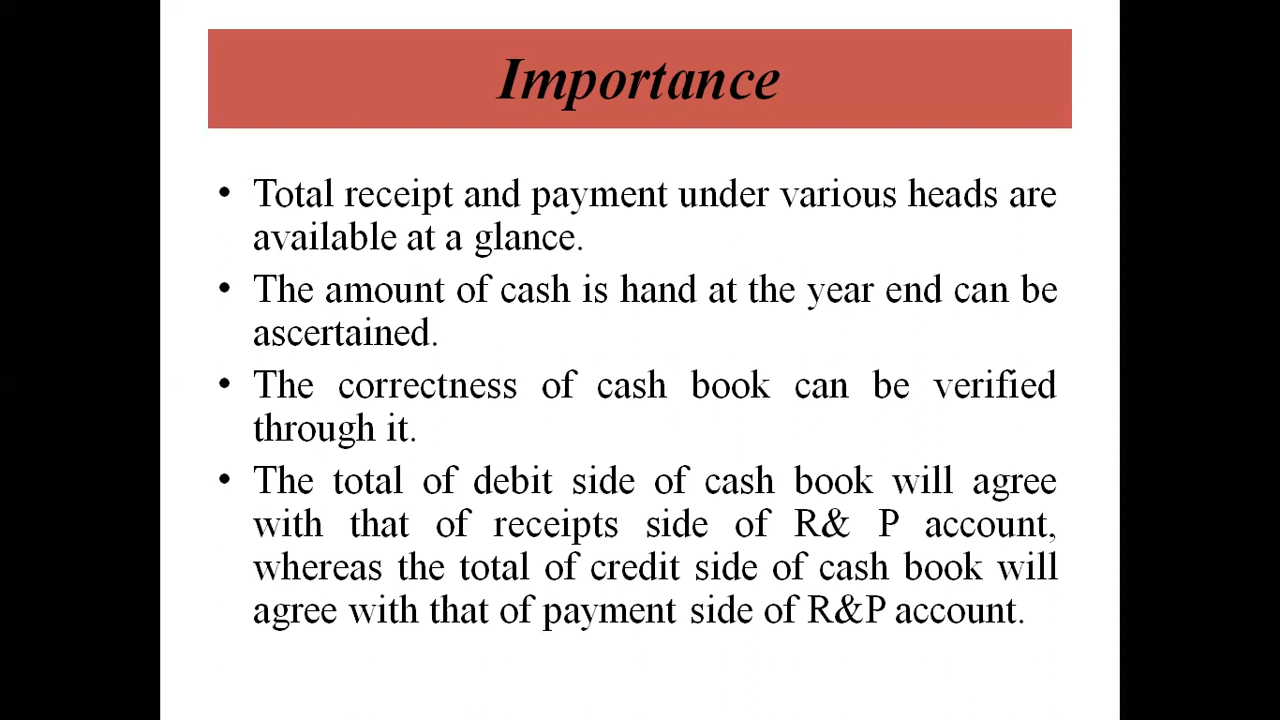 Importance
• Total receipt and payment under various heads are
available at a glance.
• The amount of cash is hand at the year end can be
ascertained.
• The correctness of cash book can be verified
through it.
• The total of debit side of cash book will agree
with that of receipts side of R& P account,
whereas the total of credit side of cash book will
agree with that of payment side of R&P account.